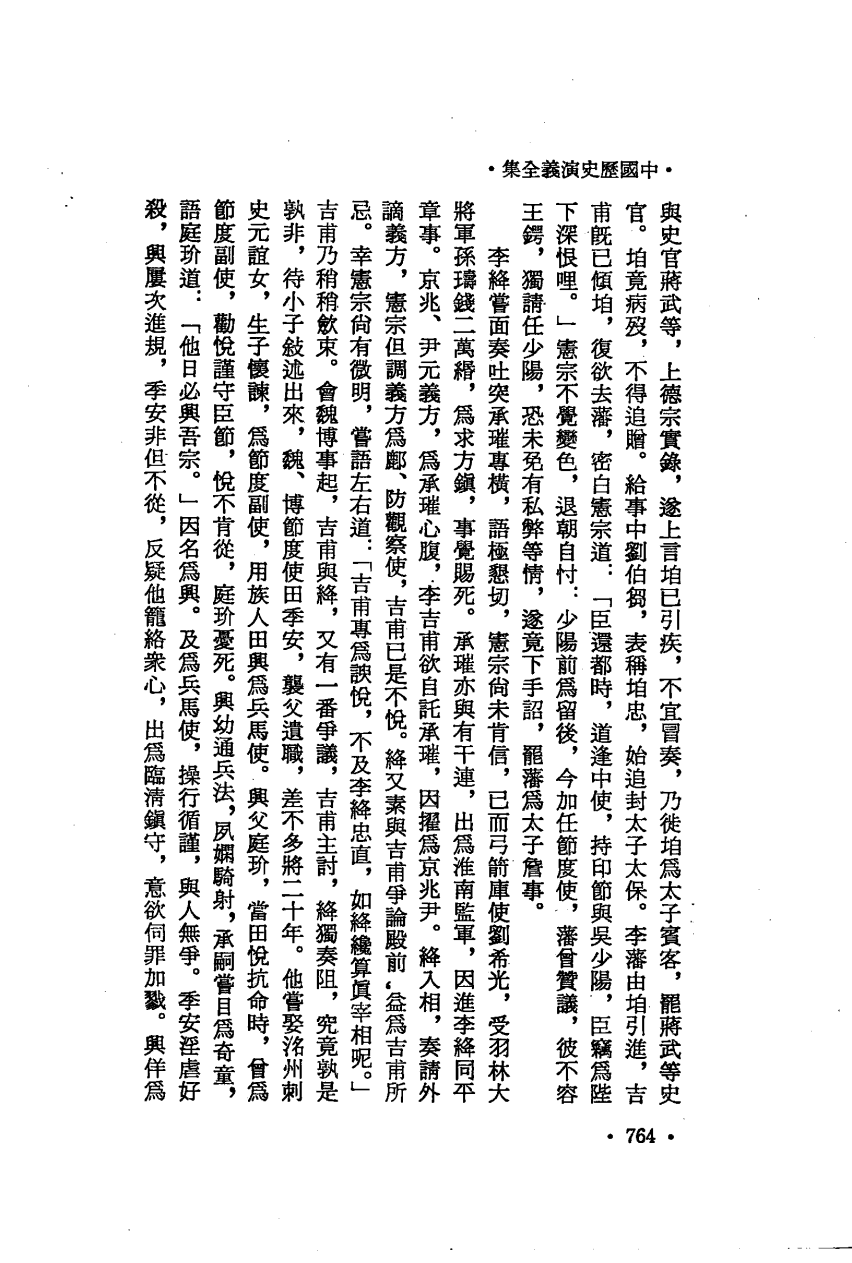 ·中國歷史演義全集·
與史官蔣武等，上德宗實錄，遂上言垍已引疾，不宜冒奏，乃徙垍爲太子賓客，罷蔣武等史
官。垍竟病歿，不得追贈。給事中劉伯芻，表稱垍忠，始追封太子太保。李藩由垍引進，吉
甫既已傾垍，復欲去藩，密白憲宗道：「臣還都時，道逢中使，持印節與吳少陽，臣竊爲陛
下深恨哩。」憲宗不覺變色，退朝自忖：少陽前爲留後，今加任節度使，藩曾贊議，彼不容
王鍔，獨請任少陽，恐未免有私弊等情，遂竟下手詔，罷藩爲太子詹事。
李絳嘗面奏吐突承璀專橫，語極懇切，憲宗尙未肯信，已而弓箭庫使劉希光，受羽林大
將軍孫璹錢二萬緡，爲求方鎭，事覺賜死。承璀亦與有干連，出爲淮南監軍，因進李絳同平
章事。京兆、尹元義方，爲承璀心腹，李吉甫欲自託承璀，因擢爲京兆尹。絳入相，奏請外
謫義方，憲宗但調義方爲鄜、防觀察使，吉甫已是不悅。絳又素與吉甫爭論殿前，益爲吉甫所
忌。幸憲宗尙有微明，嘗語左右道：「吉甫專爲諛悅，不及李絳忠直，如絳纔算眞宰相呢。」
吉甫乃稍稍歛束。會魏博事起，吉甫與絳，又有一番爭議，吉甫主討，絳獨奏阻，究竟孰是
孰非，待小子敍述出來，魏、博節度使田季安，襲父遺職，差不多將二十年。他嘗娶洺州刺
史元誼女，生子懷諫，爲節度副使，用族人田興爲兵馬使。興父庭玠，當田悅抗命時，曾爲
節度副使，勸悅謹守臣節，悅不肯從，庭玠憂死。興幼通兵法，夙嫻騎射，承嗣嘗目爲奇童，
語庭玠道：「他日必興吾宗。」因名爲興。及爲兵馬使，操行循謹，與人無爭。季安淫虐好
殺，興屢次進規，季安非但不從，反疑他籠絡衆心，出爲臨淸鎭守，意欲伺罪加戮。興佯爲
·764·